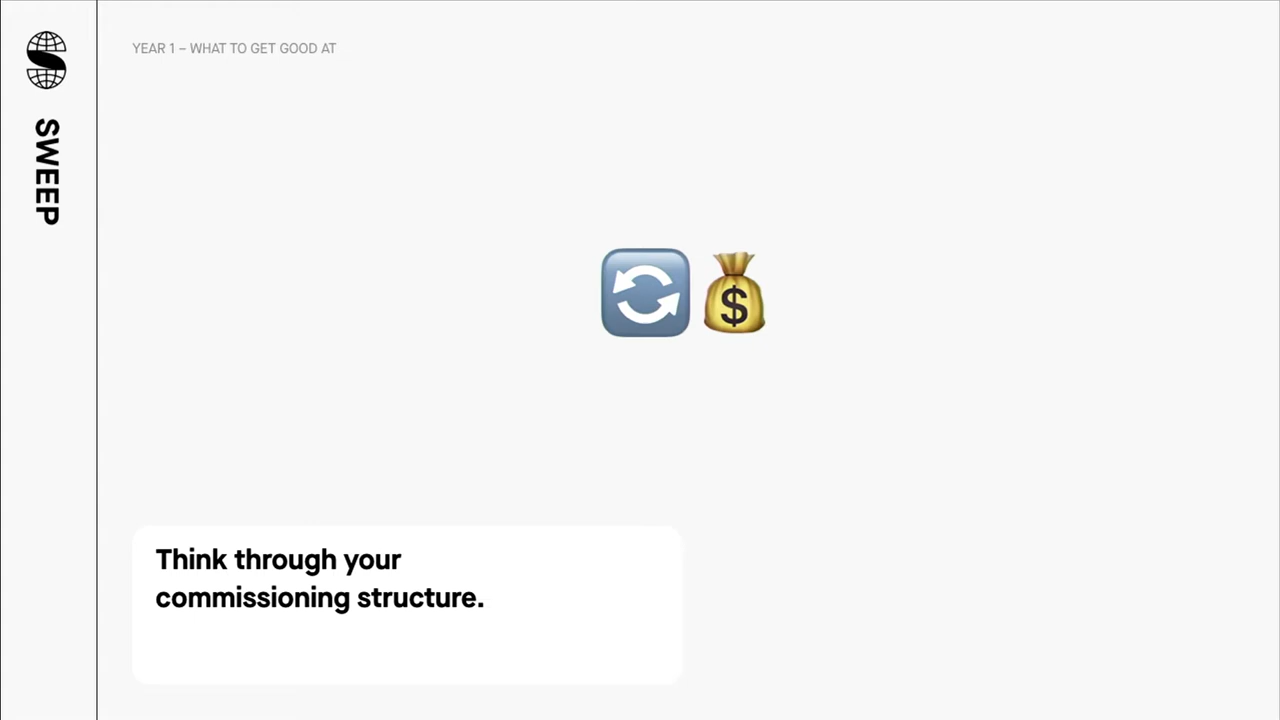 YEAR 1 – WHAT TO GET GOOD AT
SWEEP
$
Think through your
commissioning structure.